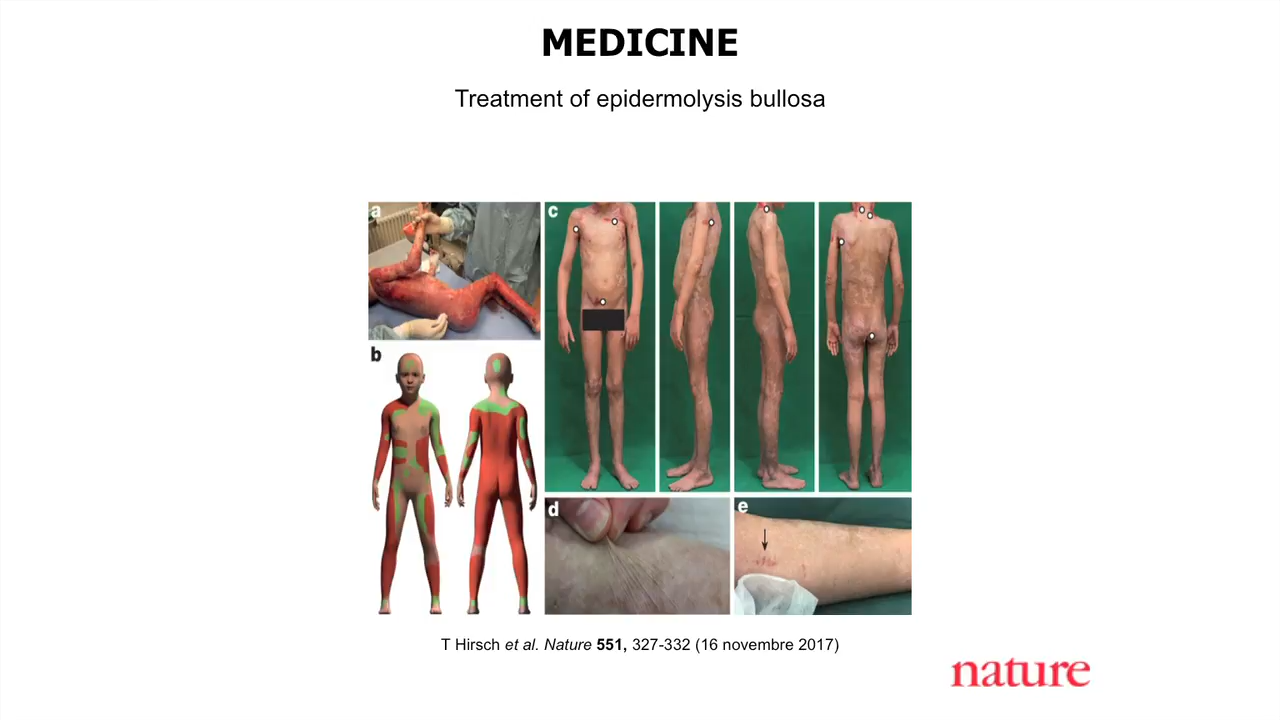 MEDICINE
Treatment of epidermolysis bullosa
a
c
b
d
e
T Hirsch et al. Nature 551, 327-332 (16 novembre 2017)
nature